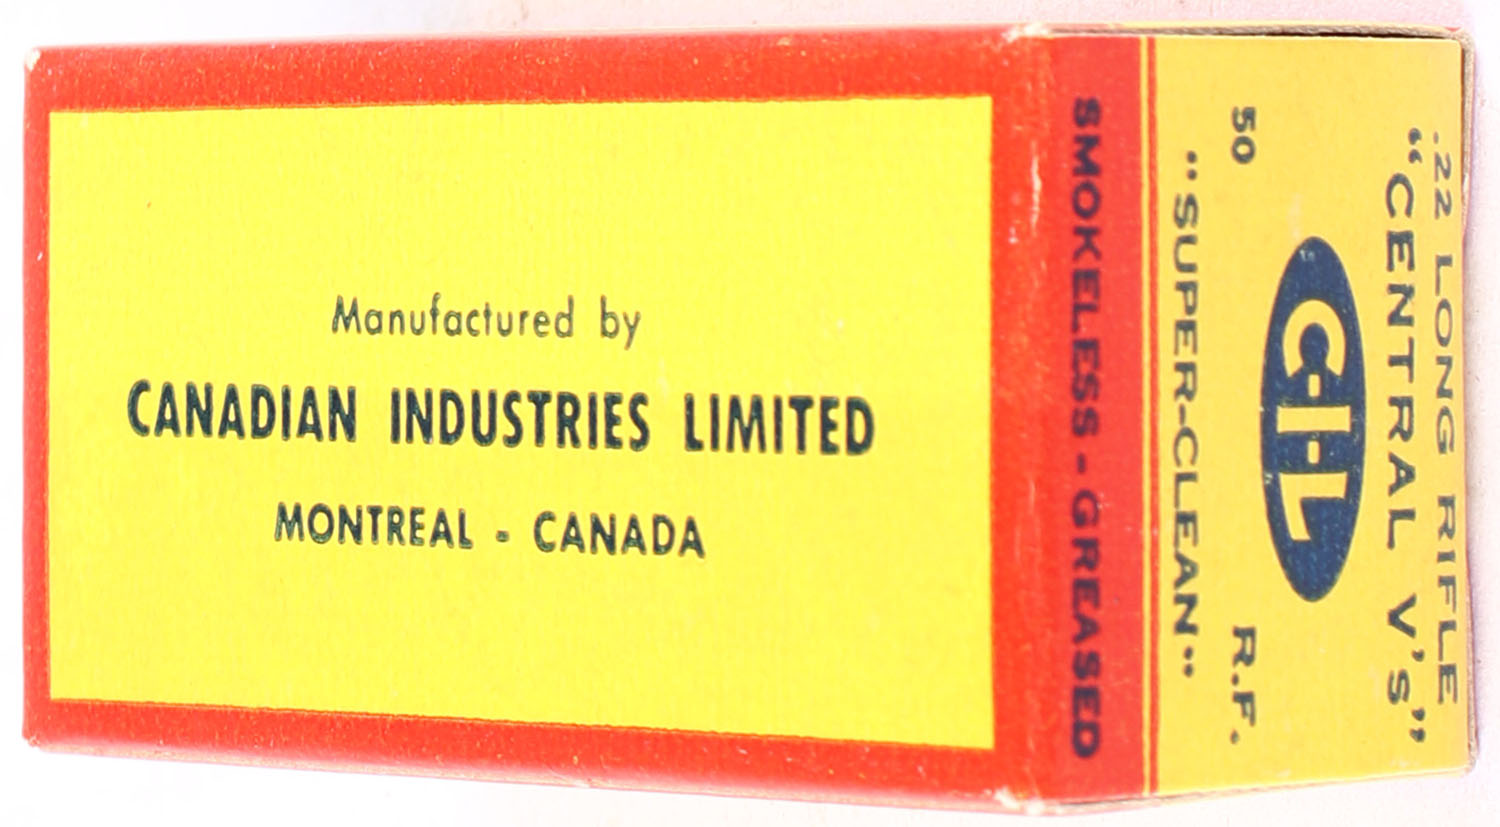 Manufactured by
CANADIAN INDUSTRIES LIMITED
MONTREAL - CANADA
.22 LONG RIFLE
"CENTRAL V'S"
C-I-L
50 R.F.
"SUPER-CLEAN"
SMOKELESS - GREASED